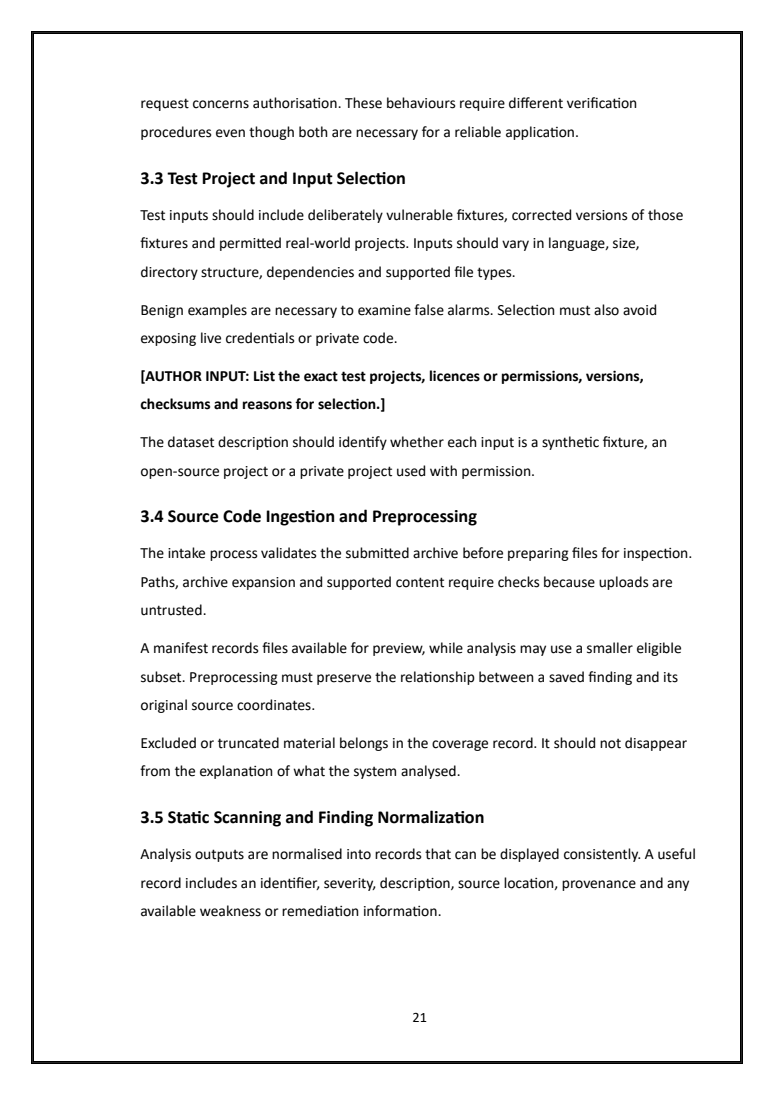 request concerns authorisation. These behaviours require different verification
procedures even though both are necessary for a reliable application.
3.3 Test Project and Input Selection
Test inputs should include deliberately vulnerable fixtures, corrected versions of those
fixtures and permitted real-world projects. Inputs should vary in language, size,
directory structure, dependencies and supported file types.
Benign examples are necessary to examine false alarms. Selection must also avoid
exposing live credentials or private code.
[AUTHOR INPUT: List the exact test projects, licences or permissions, versions,
checksums and reasons for selection.]
The dataset description should identify whether each input is a synthetic fixture, an
open-source project or a private project used with permission.
3.4 Source Code Ingestion and Preprocessing
The intake process validates the submitted archive before preparing files for inspection.
Paths, archive expansion and supported content require checks because uploads are
untrusted.
A manifest records files available for preview, while analysis may use a smaller eligible
subset. Preprocessing must preserve the relationship between a saved finding and its
original source coordinates.
Excluded or truncated material belongs in the coverage record. It should not disappear
from the explanation of what the system analysed.
3.5 Static Scanning and Finding Normalization
Analysis outputs are normalised into records that can be displayed consistently. A useful
record includes an identifier, severity, description, source location, provenance and any
available weakness or remediation information.
21